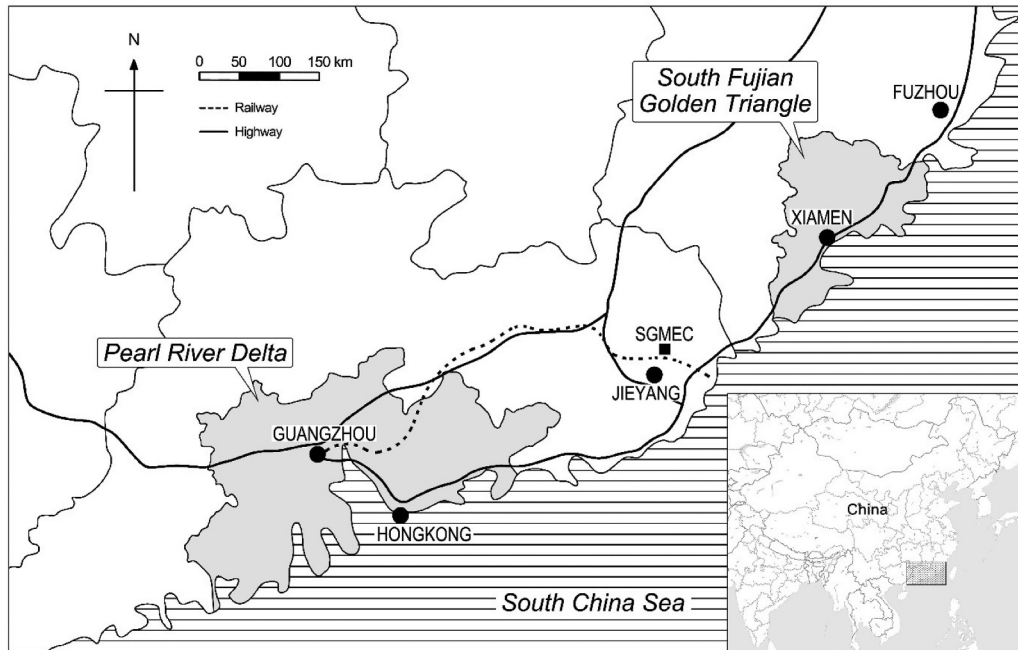 N
0 50 100 150 km
Railway
Highway
South Fujian
Golden Triangle
FUZHOU
XIAMEN
SGMEC
JIEYANG
Pearl River Delta
GUANGZHOU
HONGKONG
South China Sea
China